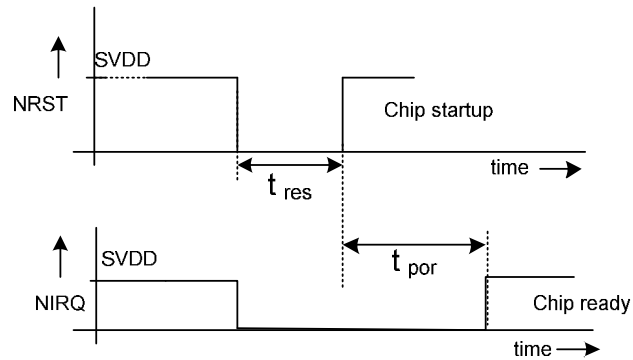 SVDD
NRST
Chip startup
time
t res
t por
SVDD
NIRQ
Chip ready
time